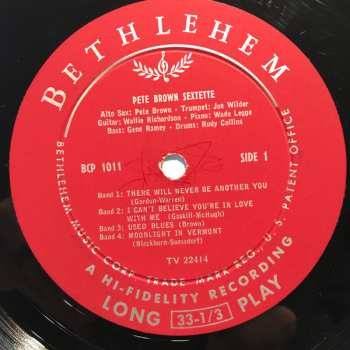 BETHLEHEM
PETE BROWN SEXTETTE
Alto Sax: Pete Brown - Trumpet: Joe Wilder
Guitar; Wallie Richardson - Piano: Wade Legge
Bass: Gene Ramey - Drums: Rudy Collins
BCP 1011
SIDE 1
Band 1: THERE WILL NEVER BE ANOTHER YOU
(Gordon-Warren)
Band 2: I CAN'T BELIEVE YOU'RE IN LOVE
WITH ME (Gaskill-McHugh)
Band 3: USED BLUES (Brown)
Band 4: MOONLIGHT IN VERMONT
(Blackburn-Suessdorf)
TV 22414
BETHLEHEM MUSIC CORP. TRADE MARK REG., U. S. PATENT OFFICE
A HI-FIDELITY RECORDING
LONG 33-1/3 PLAY